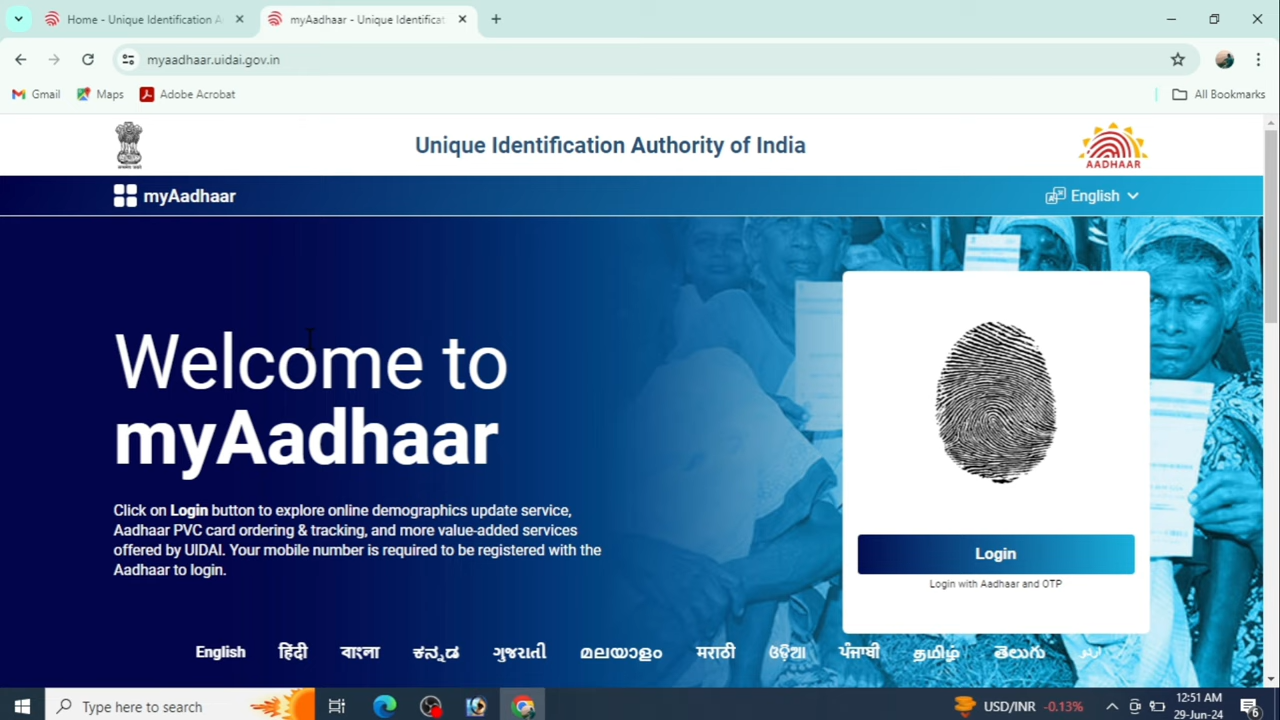 Home - Unique Identification A
myAadhaar - Unique Identificat
myaadhaar.uidai.gov.in
Gmail
Maps
Adobe Acrobat
All Bookmarks
Unique Identification Authority of India
AADHAAR
myAadhaar
English
Welcome to
myAadhaar
Click on Login button to explore online demographics update service,
Aadhaar PVC card ordering & tracking, and more value-added services
offered by UIDAI. Your mobile number is required to be registered with the
Aadhaar to login.
Login
Login with Aadhaar and OTP
English हिंदी বাংলা ಕನ್ನಡ ગુજરાતી മലയാളം मराठी ଓଡ଼ିଆ ਪੰਜਾਬੀ தமிழ் తెలుగు اردو
Type here to search
USD/INR -0.13%
12:51 AM
29-Jun-24
6